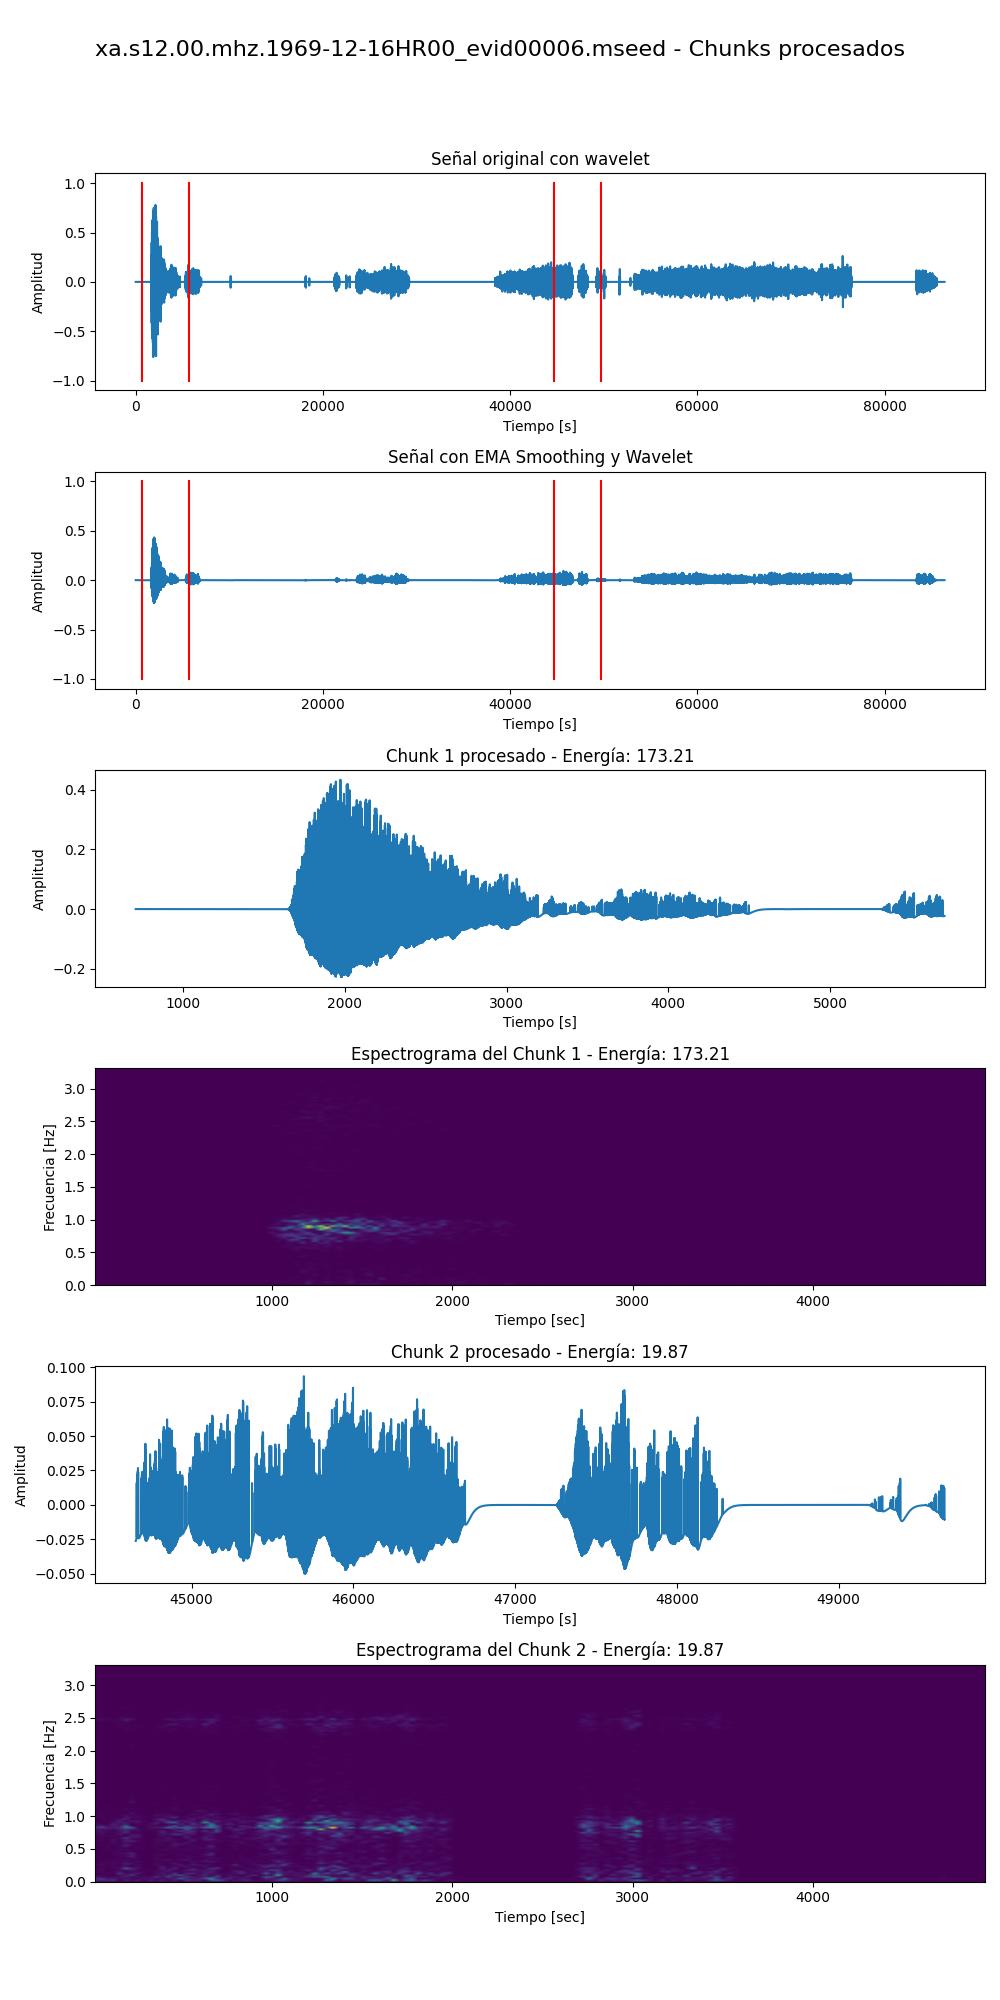 xa.s12.00.mhz.1969-12-16HR00_evid00006.mseed - Chunks procesados
Señal original con wavelet
1.0
0.5
0.0
−0.5
−1.0
Amplitud
0 20000 40000 60000 80000
Tiempo [s]
Señal con EMA Smoothing y Wavelet
1.0
0.5
0.0
−0.5
−1.0
Amplitud
0 20000 40000 60000 80000
Tiempo [s]
Chunk 1 procesado - Energía: 173.21
0.4
0.2
0.0
−0.2
Amplitud
1000 2000 3000 4000 5000
Tiempo [s]
Espectrograma del Chunk 1 - Energía: 173.21
3.0
2.5
2.0
1.5
1.0
0.5
0.0
Frecuencia [Hz]
1000 2000 3000 4000
Tiempo [sec]
Chunk 2 procesado - Energía: 19.87
0.100
0.075
0.050
0.025
0.000
−0.025
−0.050
Amplitud
45000 46000 47000 48000 49000
Tiempo [s]
Espectrograma del Chunk 2 - Energía: 19.87
3.0
2.5
2.0
1.5
1.0
0.5
0.0
Frecuencia [Hz]
1000 2000 3000 4000
Tiempo [sec]